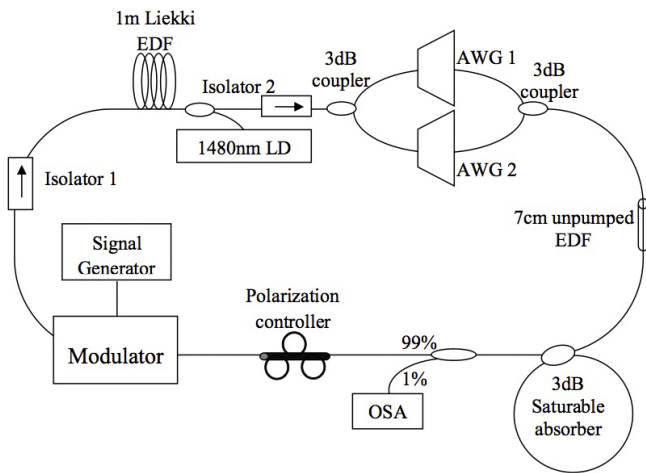 1m Liekki
EDF
Isolator 2
1480nm LD
3dB
coupler
AWG 1
AWG 2
3dB
coupler
Isolator 1
7cm unpumped
EDF
Signal
Generator
Modulator
Polarization
controller
99%
1%
OSA
3dB
Saturable
absorber